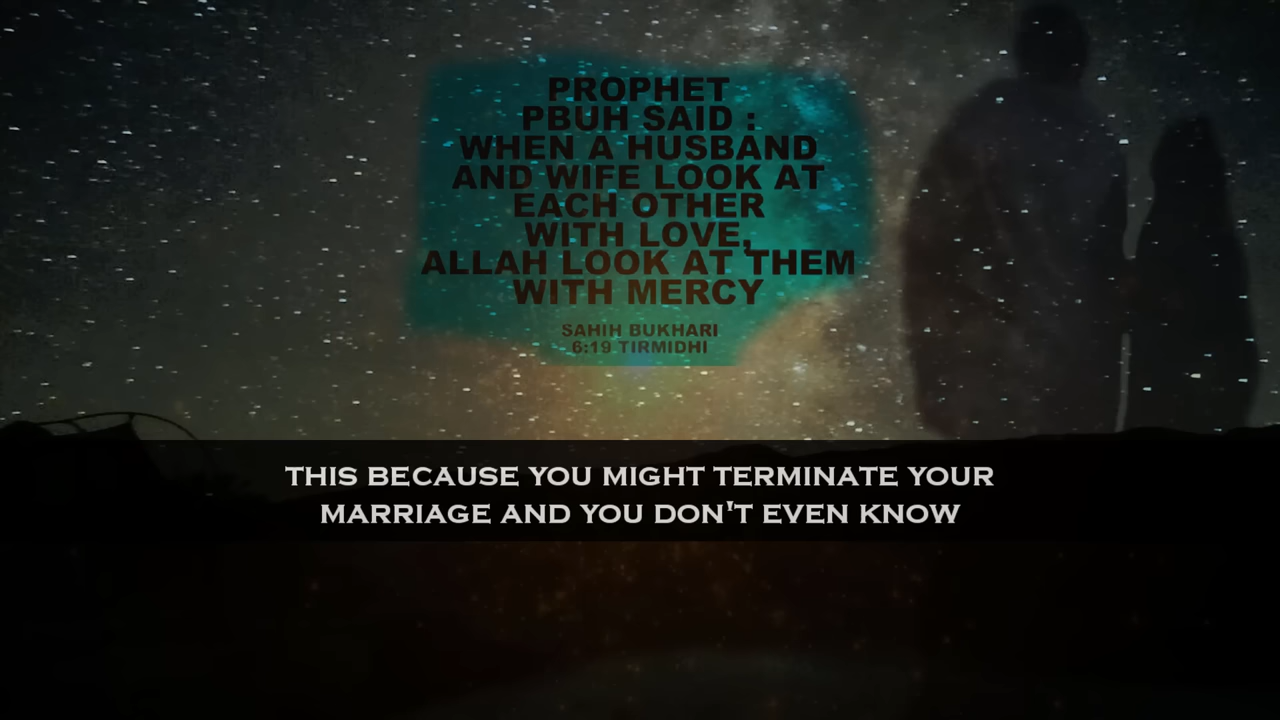 PROPHET
PBUH SAID :
WHEN A HUSBAND
AND WIFE LOOK AT
EACH OTHER
WITH LOVE,
ALLAH LOOK AT THEM
WITH MERCY
SAHIH BUKHARI
6:19 TIRMIDHI
THIS BECAUSE YOU MIGHT TERMINATE YOUR
MARRIAGE AND YOU DON'T EVEN KNOW